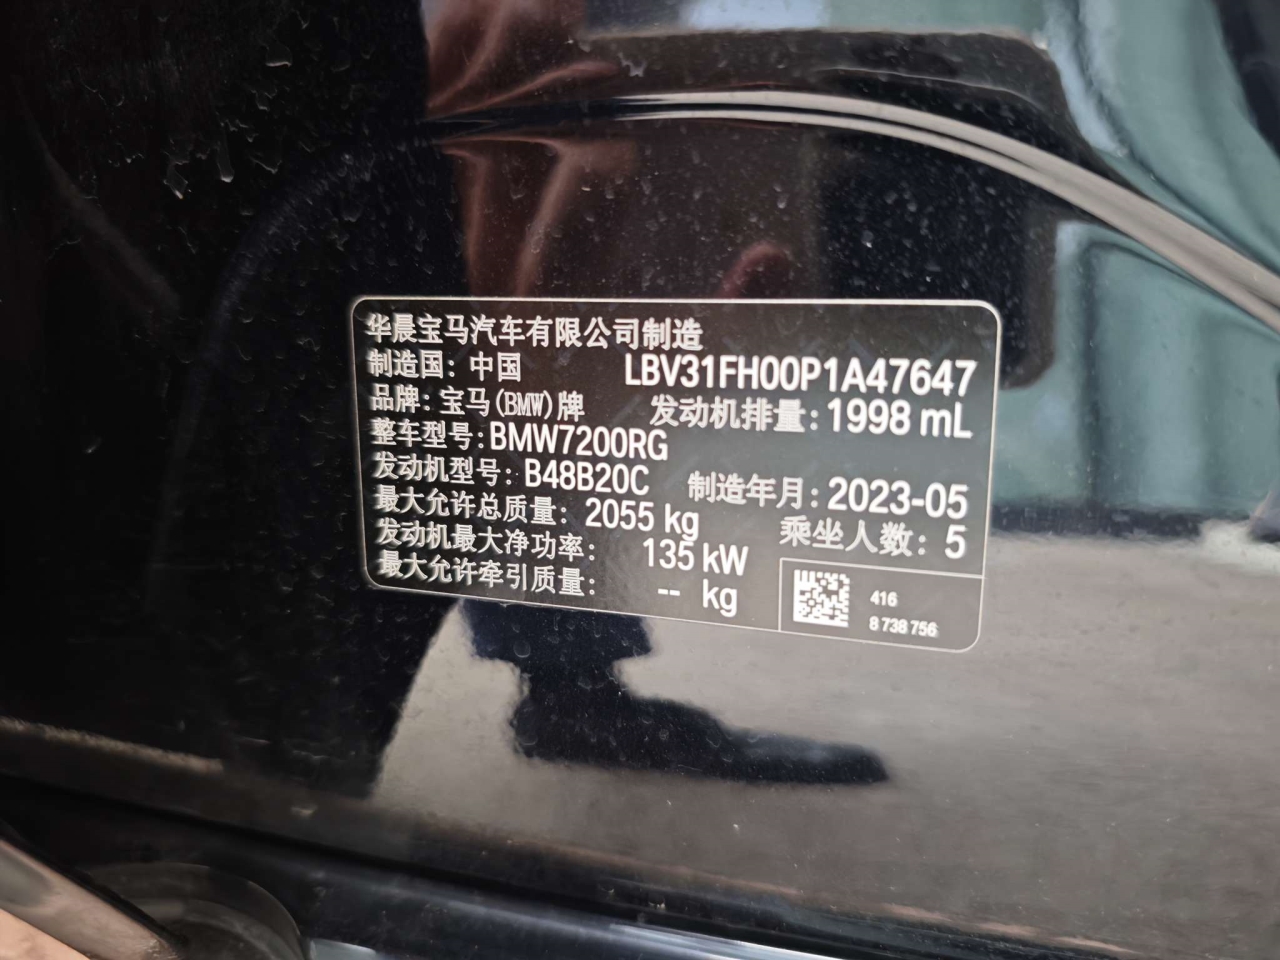 华晨宝马汽车有限公司制造
制造国：中国 LBV31FH00P1A47647
品牌：宝马(BMW)牌 发动机排量：1998 mL
整车型号：BMW7200RG
发动机型号：B48B20C 制造年月：2023-05
最大允许总质量：2055 kg 乘坐人数：5
发动机最大净功率：135 kW
最大允许牵引质量：-- kg
416
8 738 756